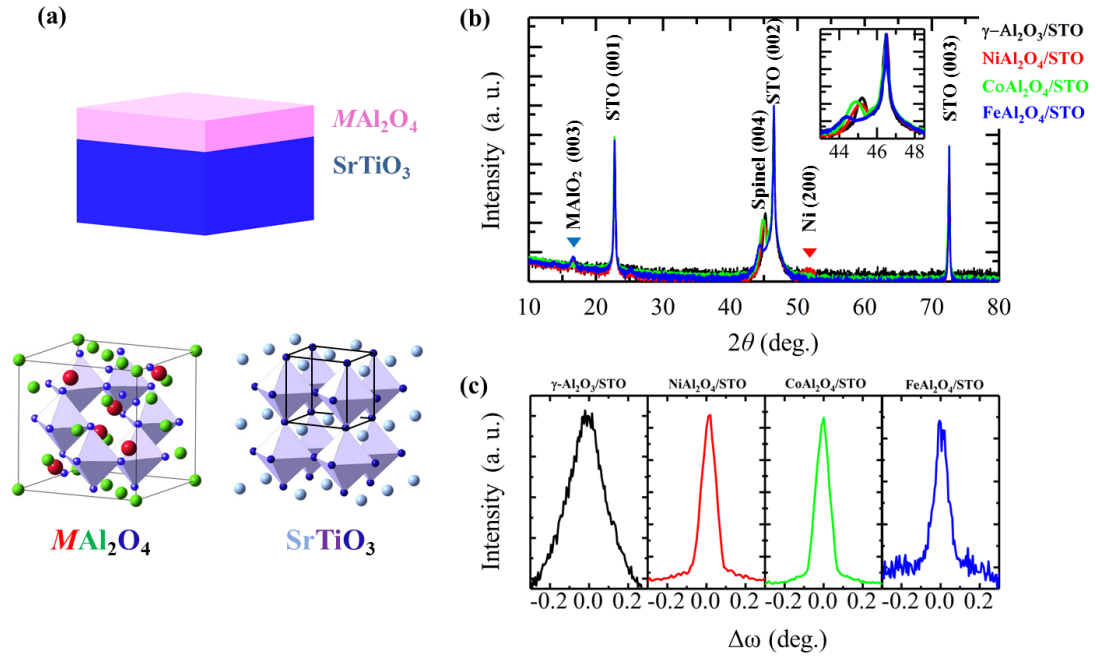 (a)
MAl₂O₄
SrTiO₃
MAl₂O₄
SrTiO₃
(b)
Intensity (a. u.)
MAlO₂ (003)
STO (001)
Spinel (004)
STO (002)
Ni (200)
STO (003)
44 46 48
γ−Al₂O₃/STO
NiAl₂O₄/STO
CoAl₂O₄/STO
FeAl₂O₄/STO
10 20 30 40 50 60 70 80
2θ (deg.)
(c)
γ-Al₂O₃/STO NiAl₂O₄/STO CoAl₂O₄/STO FeAl₂O₄/STO
Intensity (a. u.)
-0.2 0.0 0.2 -0.2 0.0 0.2 -0.2 0.0 0.2 -0.2 0.0 0.2
Δω (deg.)